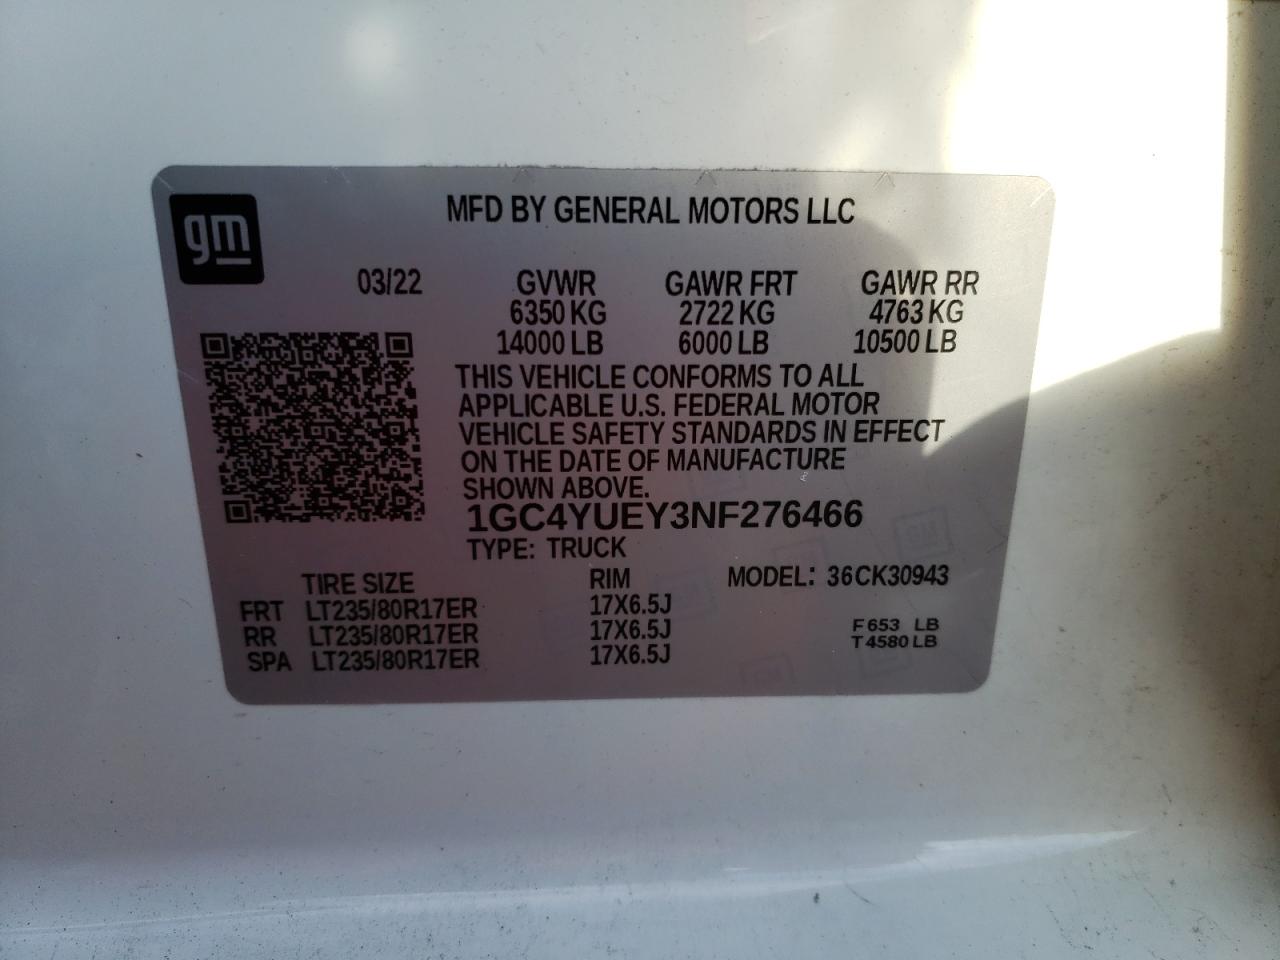 gm
MFD BY GENERAL MOTORS LLC
03/22 GVWR GAWR FRT GAWR RR
6350 KG 2722 KG 4763 KG
14000 LB 6000 LB 10500 LB
THIS VEHICLE CONFORMS TO ALL
APPLICABLE U.S. FEDERAL MOTOR
VEHICLE SAFETY STANDARDS IN EFFECT
ON THE DATE OF MANUFACTURE
SHOWN ABOVE.
1GC4YUEY3NF276466
TYPE: TRUCK
TIRE SIZE RIM MODEL: 36CK30943
FRT LT235/80R17ER 17X6.5J
RR LT235/80R17ER 17X6.5J
SPA LT235/80R17ER 17X6.5J
F 653 LB
T 4580 LB